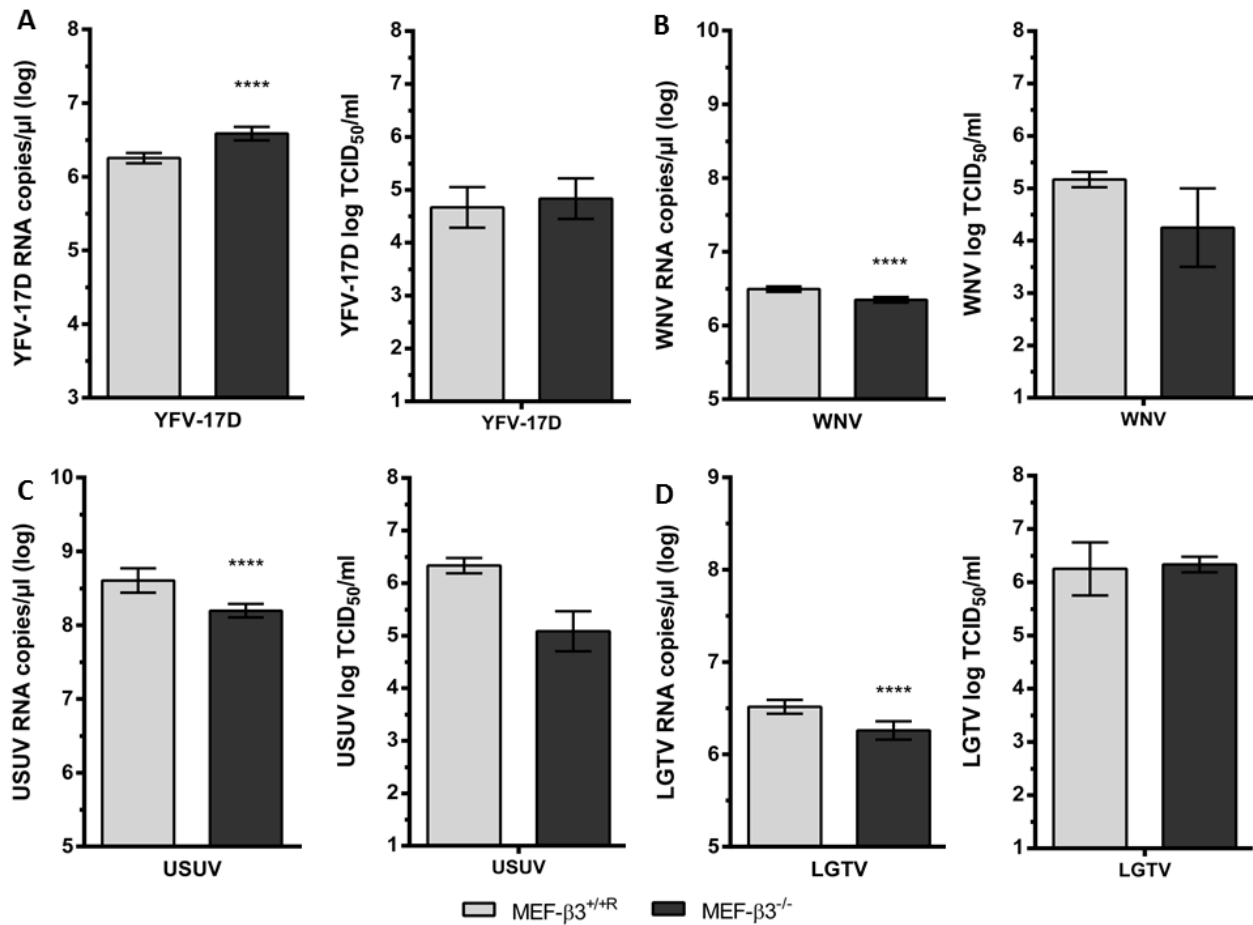 A
YFV-17D RNA copies/µl (log)
8
7
6
5
4
3
****
YFV-17D
YFV-17D log TCID50/ml
8
7
6
5
4
3
2
1
YFV-17D
B
WNV RNA copies/µl (log)
10
9
8
7
6
5
****
WNV
WNV log TCID50/ml
8
7
6
5
4
3
2
1
WNV
C
USUV RNA copies/µl (log)
10
9
8
7
6
5
****
USUV
USUV log TCID50/ml
8
7
6
5
4
3
2
1
USUV
D
LGTV RNA copies/µl (log)
9
8
7
6
5
****
LGTV
LGTV log TCID50/ml
8
7
6
5
4
3
2
1
LGTV
MEF-β3+/+R MEF-β3-/-